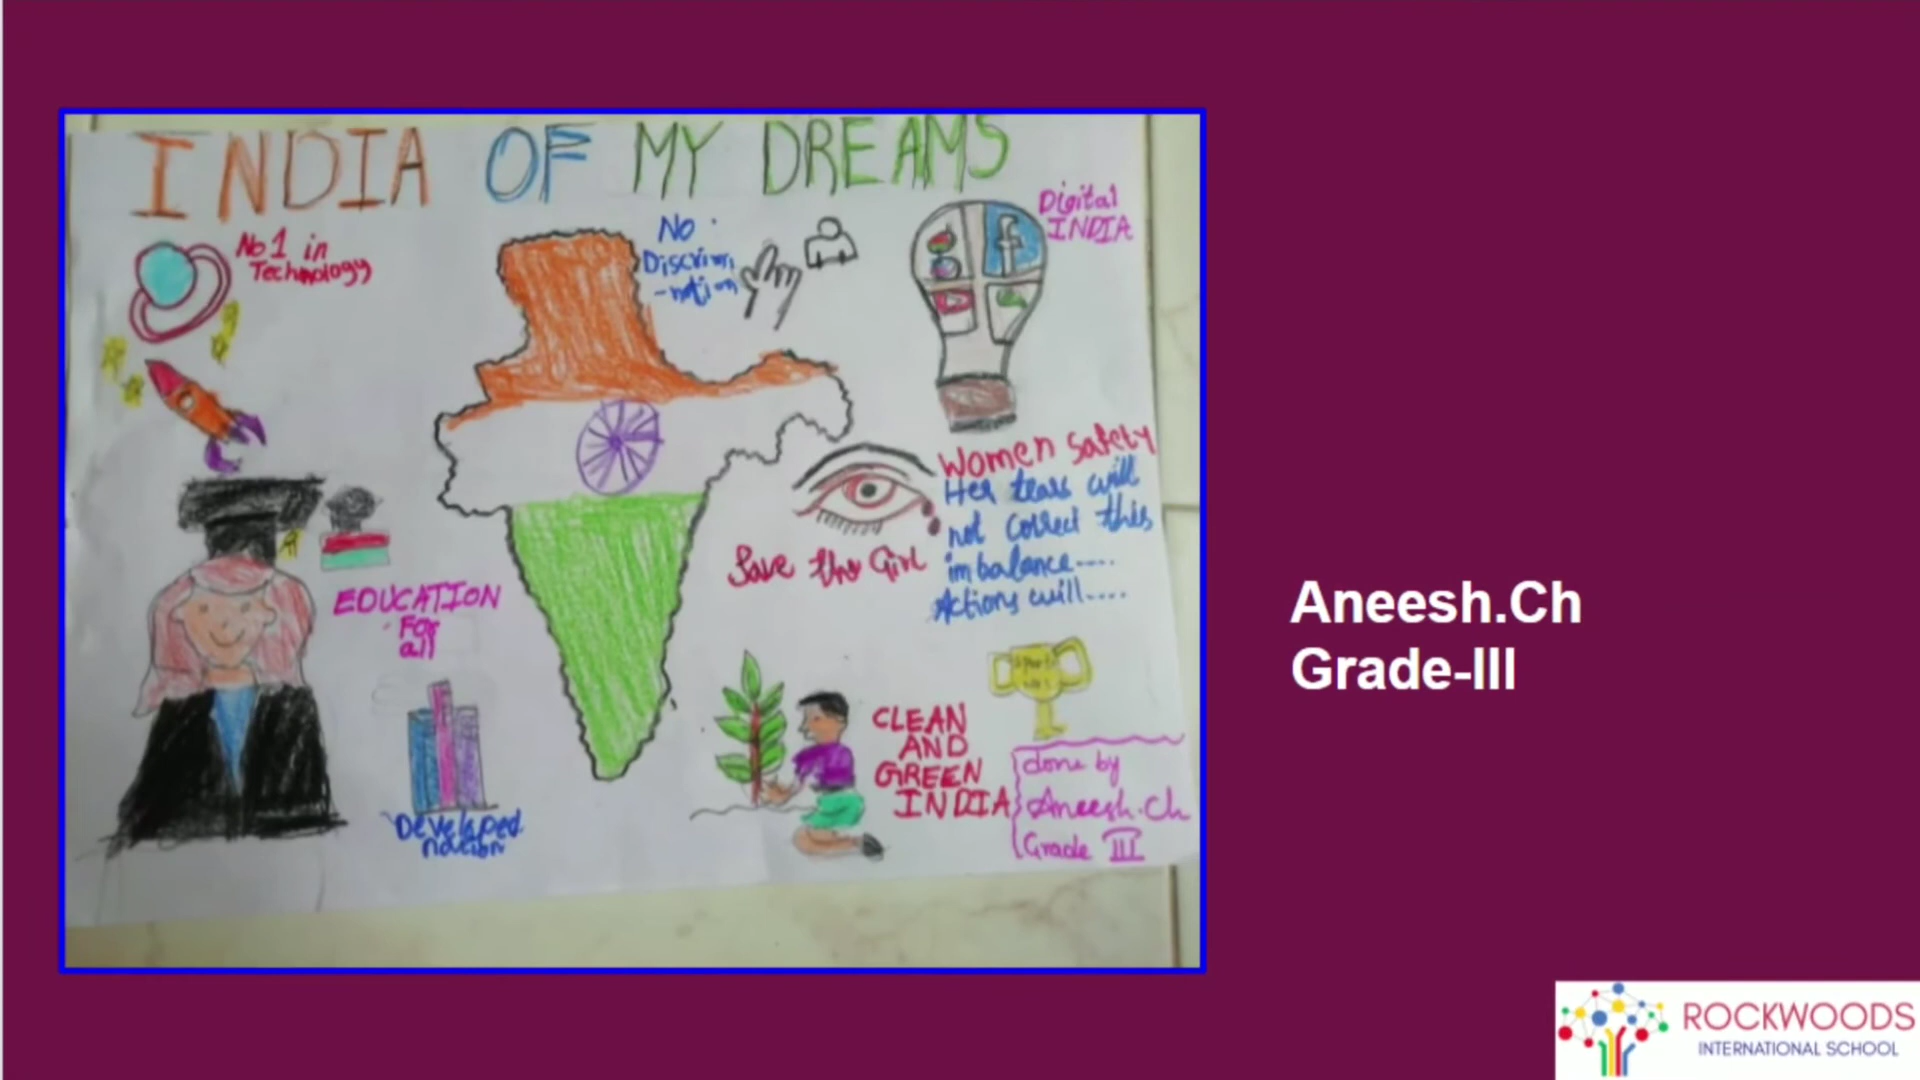 INDIA OF MY DREAMS
No 1 in
Technology
No
Discrimi
-nation
Digital
INDIA
f
Women Safety
Her tears will
not correct this
imbalance----
Actions will----
Save the Girl
EDUCATION
For
all
Developed
nation
CLEAN
AND
GREEN
INDIA
done by
Aneesh.Ch
Grade III
Aneesh.Ch
Grade-III
ROCKWOODS
INTERNATIONAL SCHOOL